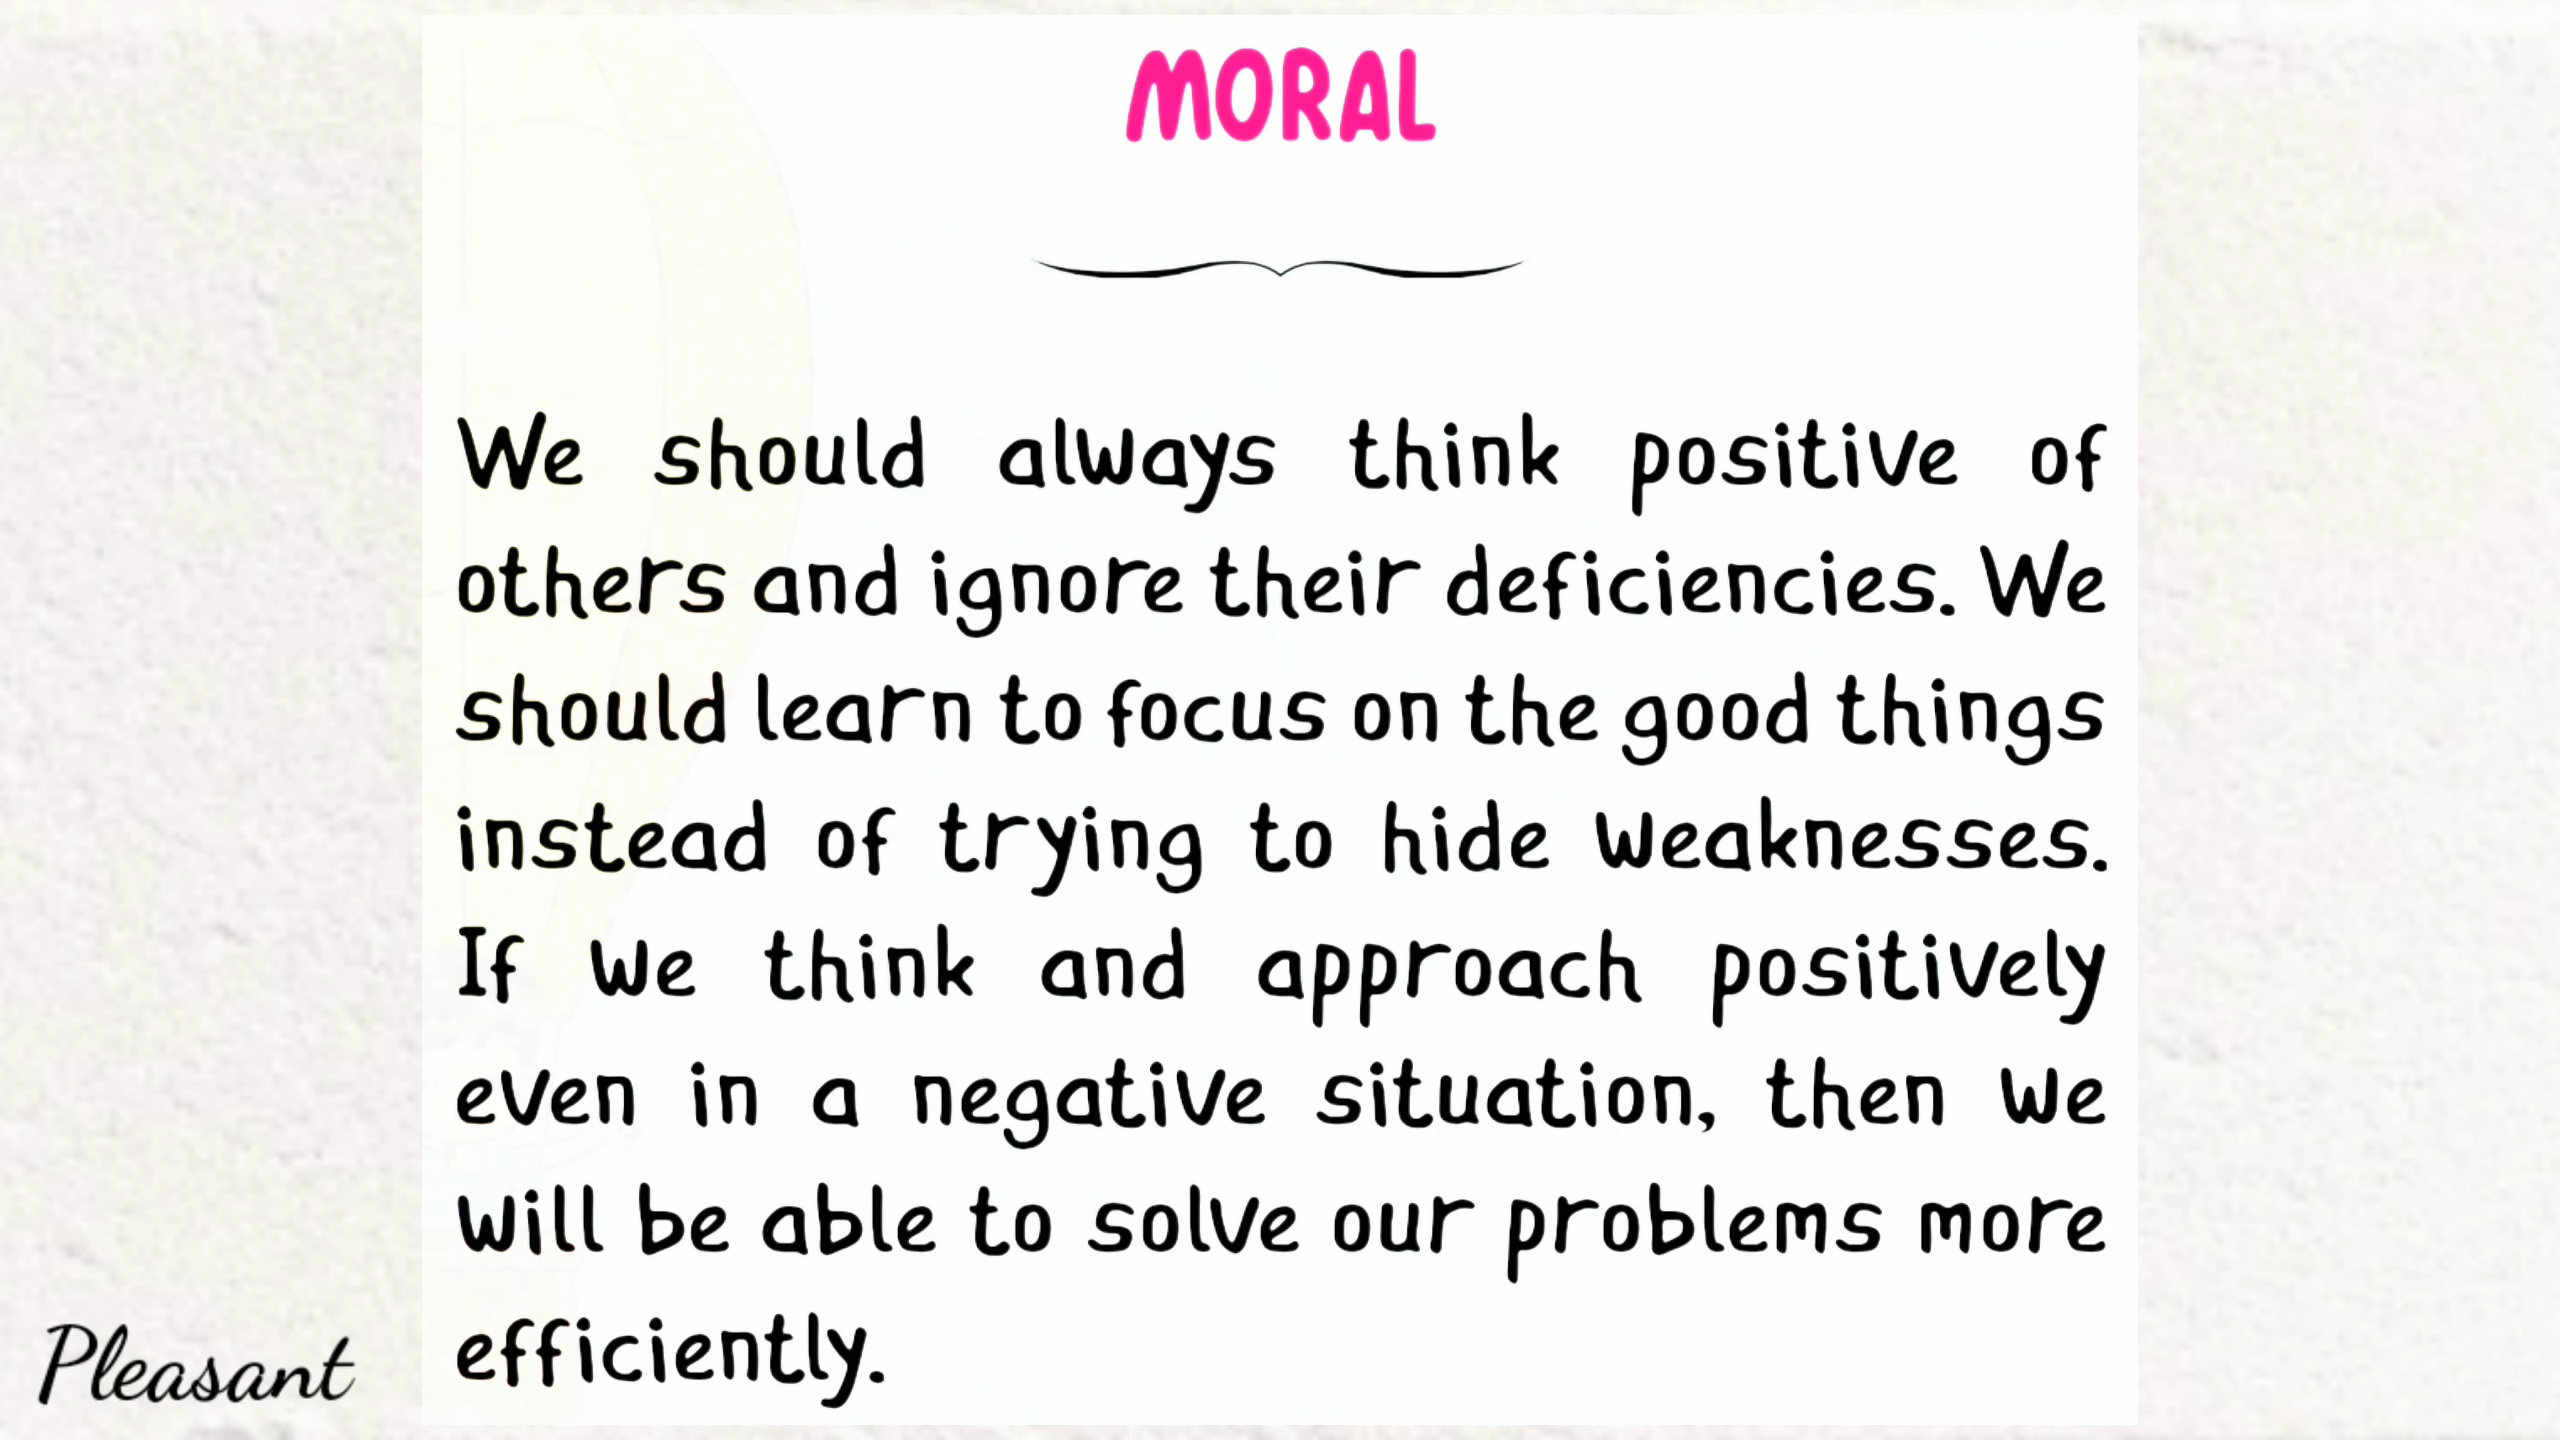 MORAL
We should always think positive of
others and ignore their deficiencies. We
should learn to focus on the good things
instead of trying to hide weaknesses.
If we think and approach positively
even in a negative situation, then we
will be able to solve our problems more
efficiently.
Pleasant